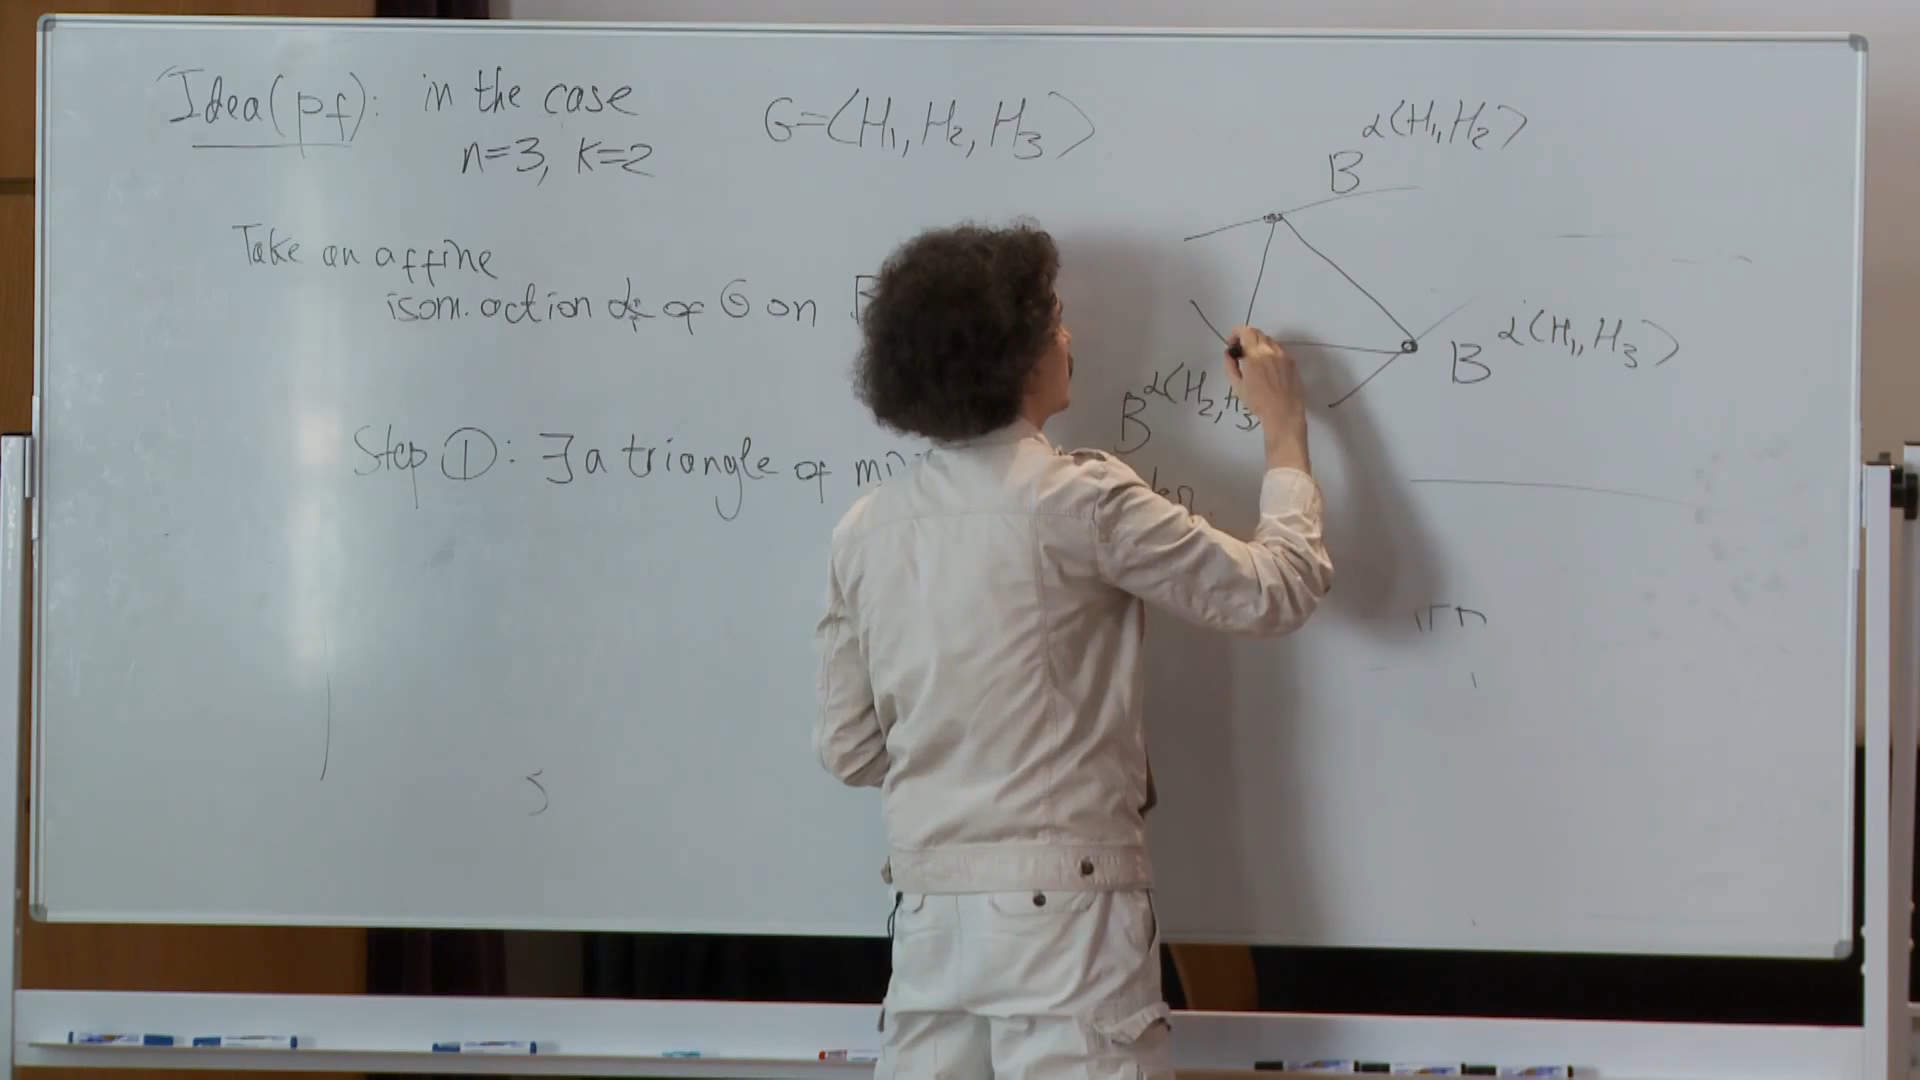 Idea(pf): in the case
n=3, k=2
G=⟨H₁, H₂, H₃⟩
Take an affine
isom. action α of G on
Step ①: ∃ a triangle of
B^α⟨H₁,H₂⟩
B^α⟨H₁,H₃⟩
B^α⟨H₂,H₃